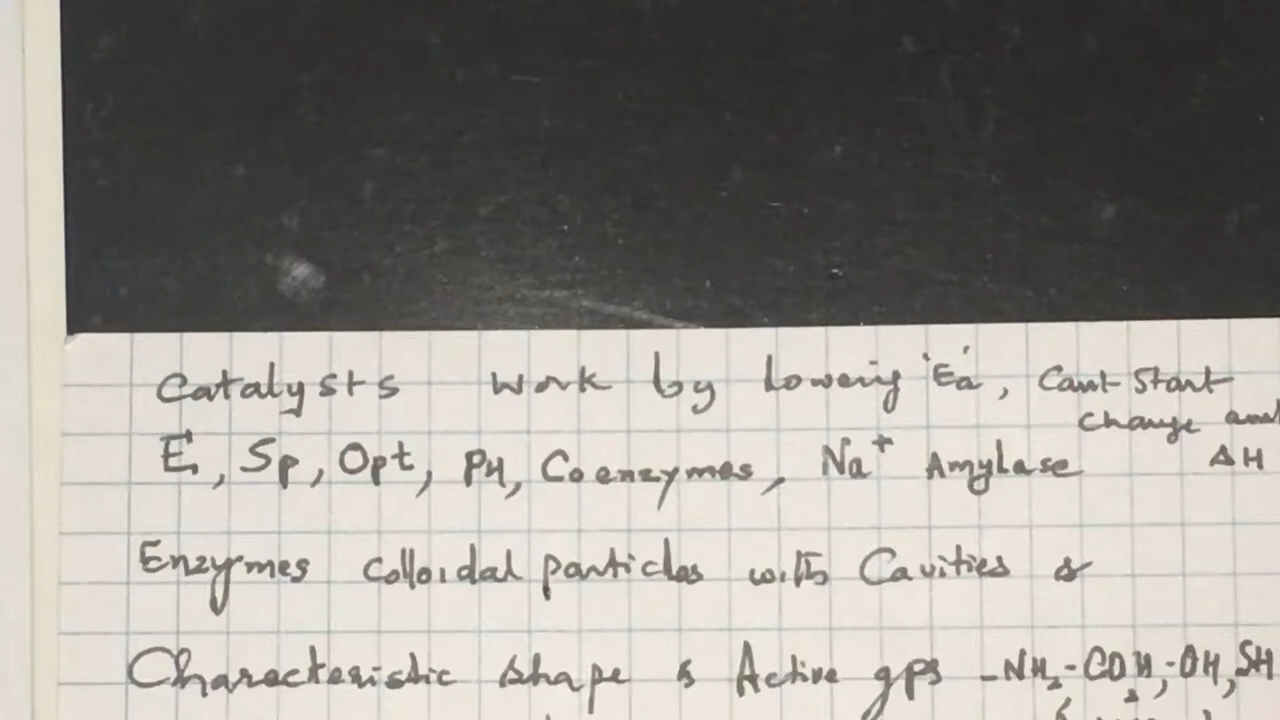 Catalysts work by Lowering 'Ea', Cant Start
change and
E, Sp, Opt, PH, Coenzymes, Na⁺ Amylase ΔH
Enzymes colloidal particles with Cavities &
Characteristic shape & Active gps -NH₂-COOH,-OH,SH